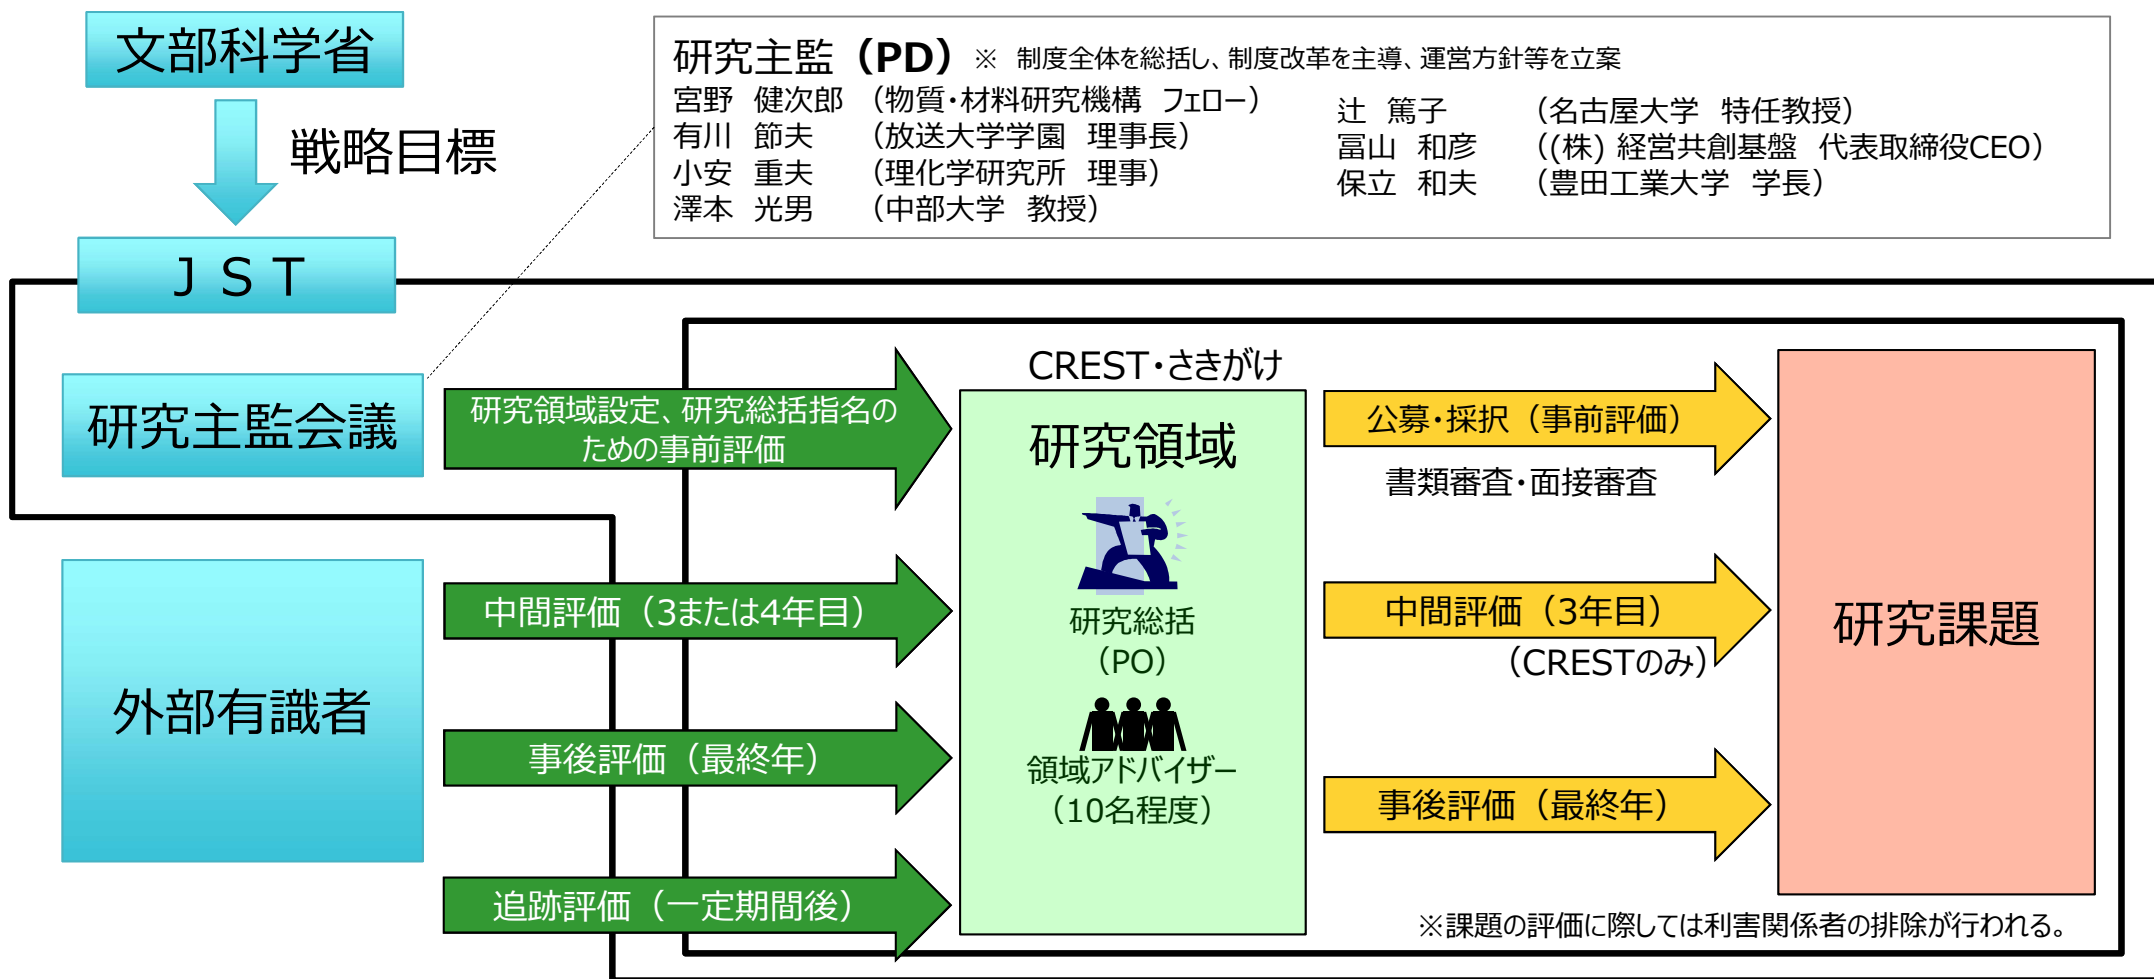 文部科学省
戦略目標
JST
研究主監（PD）※ 制度全体を総括し、制度改革を主導、運営方針等を立案
宮野 健次郎 （物質・材料研究機構 フェロー）
有川 節夫 （放送大学学園 理事長）
小安 重夫 （理化学研究所 理事）
澤本 光男 （中部大学 教授）
辻 篤子 （名古屋大学 特任教授）
冨山 和彦 （(株) 経営共創基盤 代表取締役CEO）
保立 和夫 （豊田工業大学 学長）
研究主監会議
外部有識者
研究領域設定、研究総括指名の
ための事前評価
中間評価（3または4年目）
事後評価（最終年）
追跡評価（一定期間後）
CREST・さきがけ
研究領域
研究総括
（PO）
領域アドバイザー
（10名程度）
公募・採択（事前評価）
書類審査・面接審査
中間評価（3年目）
（CRESTのみ）
事後評価（最終年）
研究課題
※課題の評価に際しては利害関係者の排除が行われる。